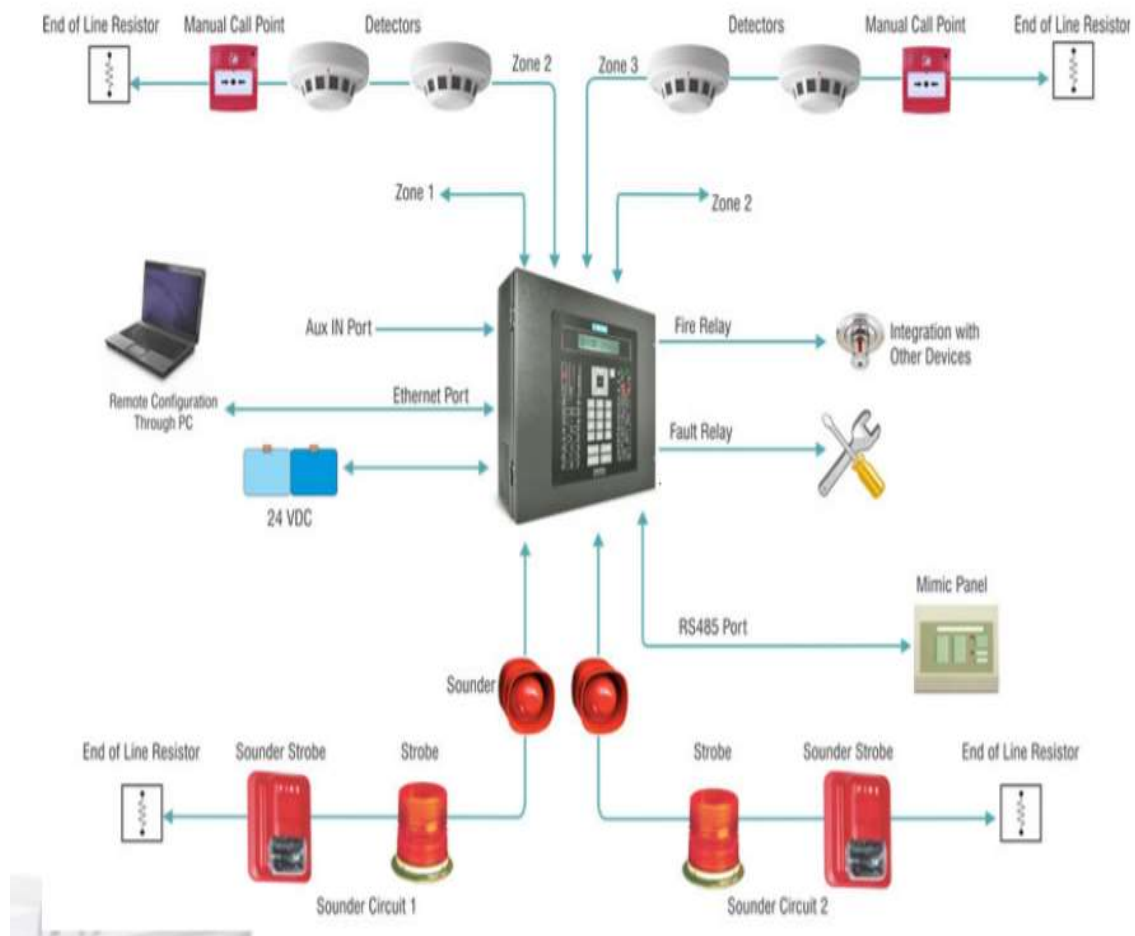 End of Line Resistor
Manual Call Point
Detectors
Zone 2
Zone 3
Detectors
Manual Call Point
End of Line Resistor
Zone 1
Zone 2
Aux IN Port
Fire Relay
Integration with
Other Devices
Remote Configuration
Through PC
Ethernet Port
Fault Relay
24 VDC
Mimic Panel
RS485 Port
Sounder
End of Line Resistor
Sounder Strobe
Strobe
Strobe
Sounder Strobe
End of Line Resistor
FIRE
FIRE
Sounder Circuit 1
Sounder Circuit 2